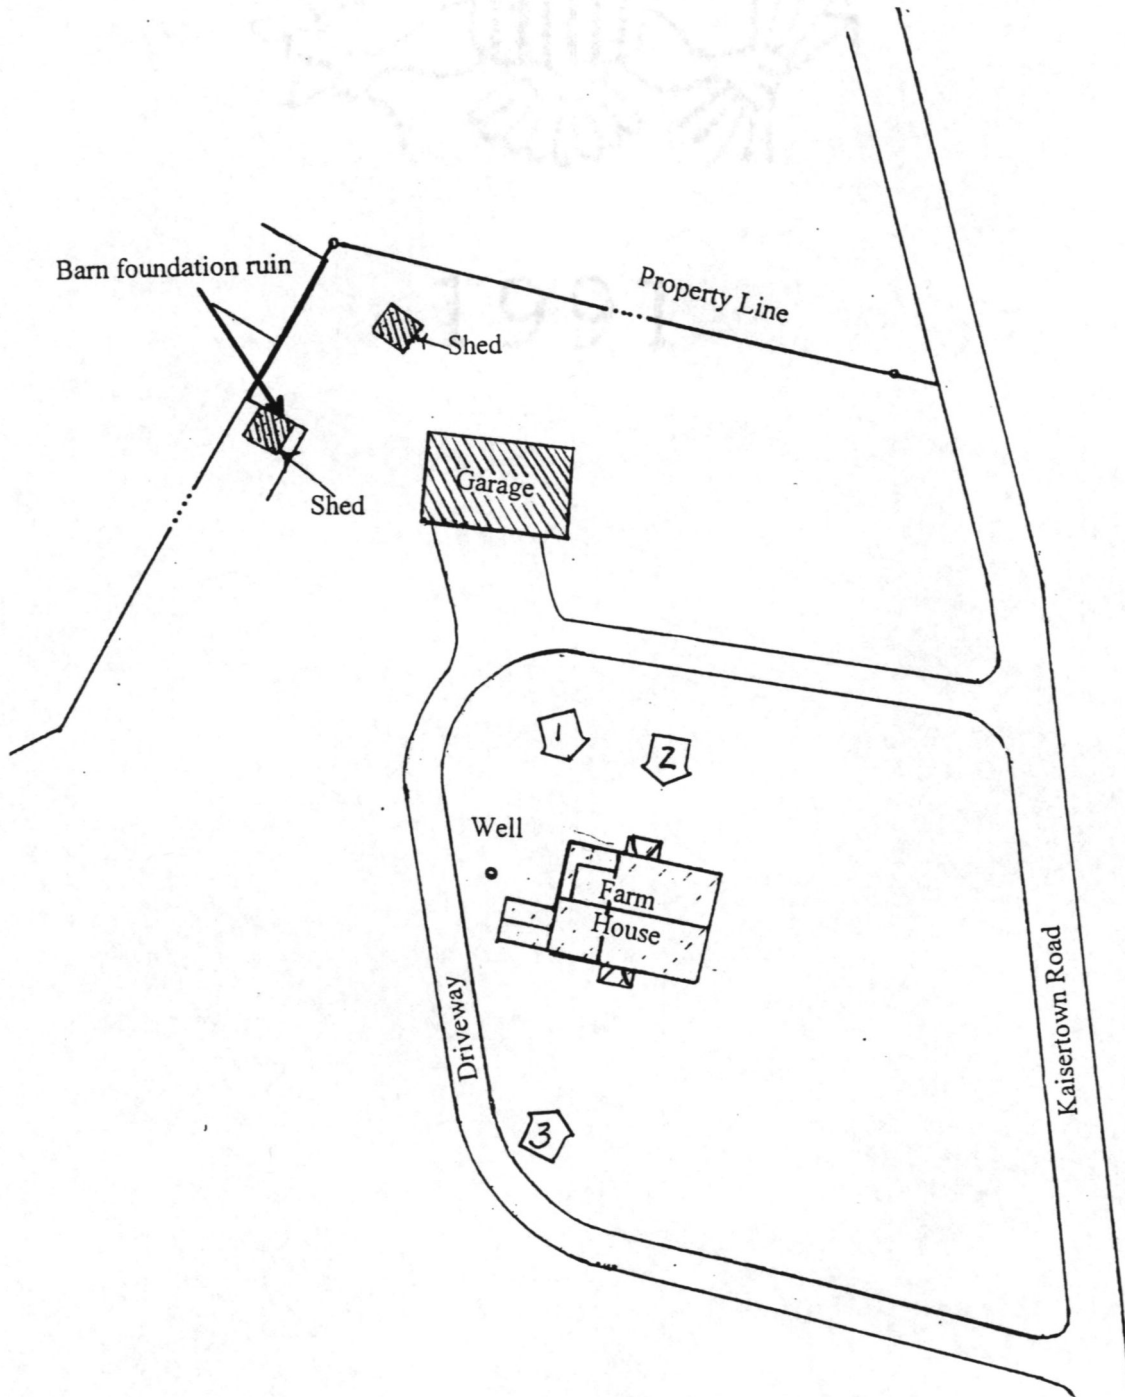 Barn foundation ruin
Property Line
Shed
Shed
Garage
1
2
Well
Farm
House
Driveway
Kaisertown Road
3